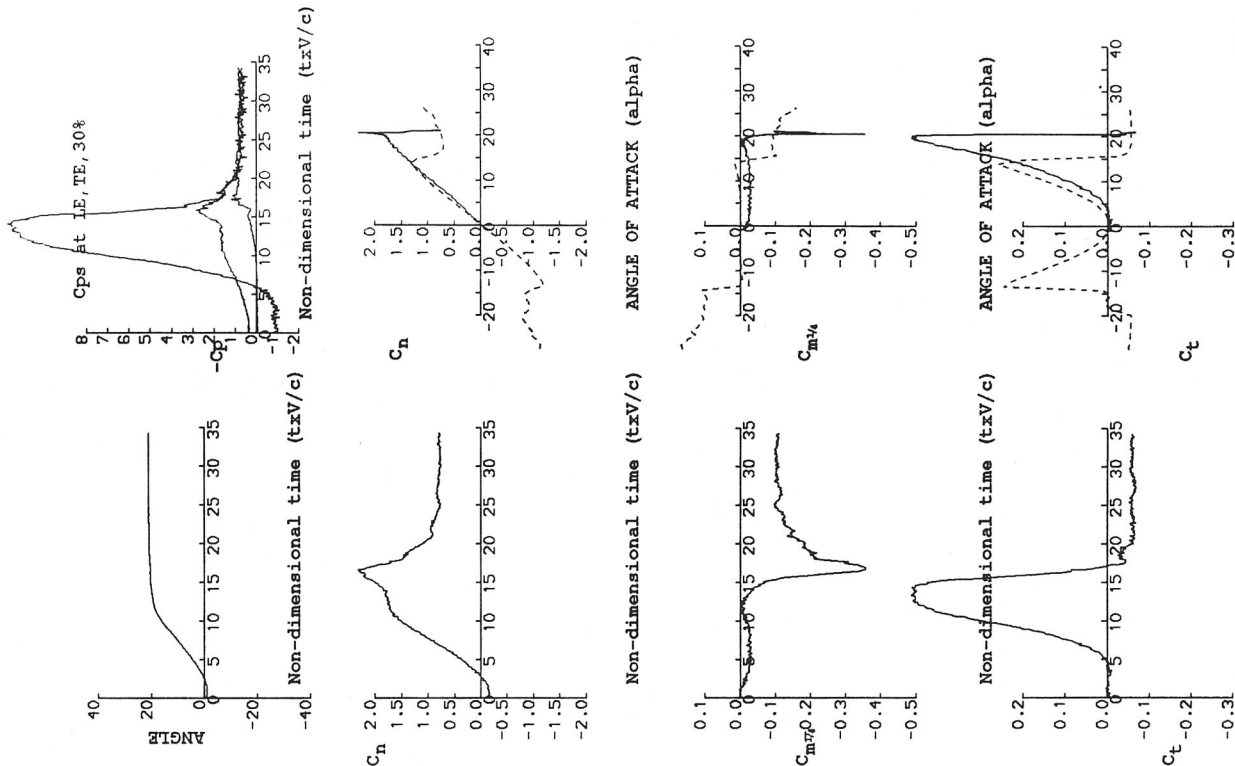 40 20 0 -20 -40
ANGLE
0 5 10 15 20 25 30 35
Non-dimensional time (txV/c)
Cps at LE,TE,30%
8 7 6 5 4 3 2 1 0 -1 -2
-Cp
0 5 10 15 20 25 30 35
Non-dimensional time (txV/c)
2.0 1.5 1.0 0.5 0.0 -0.5 -1.0 -1.5 -2.0
Cn
0 5 10 15 20 25 30 35
Non-dimensional time (txV/c)
2.0 1.5 1.0 0.5 0.0 0.5 -1.0 -1.5 -2.0
Cn
-20 -10 0 10 20 30 40
ANGLE OF ATTACK (alpha)
0.1 0.0 -0.1 -0.2 -0.3 -0.4 -0.5
Cm¼
0 5 10 15 20 25 30 35
Non-dimensional time (txV/c)
0.1 0.0 -0.1 -0.2 -0.3 -0.4 -0.5
Cm¼
-20 -10 0 10 20 30 40
ANGLE OF ATTACK (alpha)
0.2 0.1 0.0 -0.1 -0.2 -0.3
Ct
0 5 10 15 20 25 30 35
0.2 0.1 0.0 -0.1 -0.2 -0.3
Ct
-20 -10 0 10 20 30 40